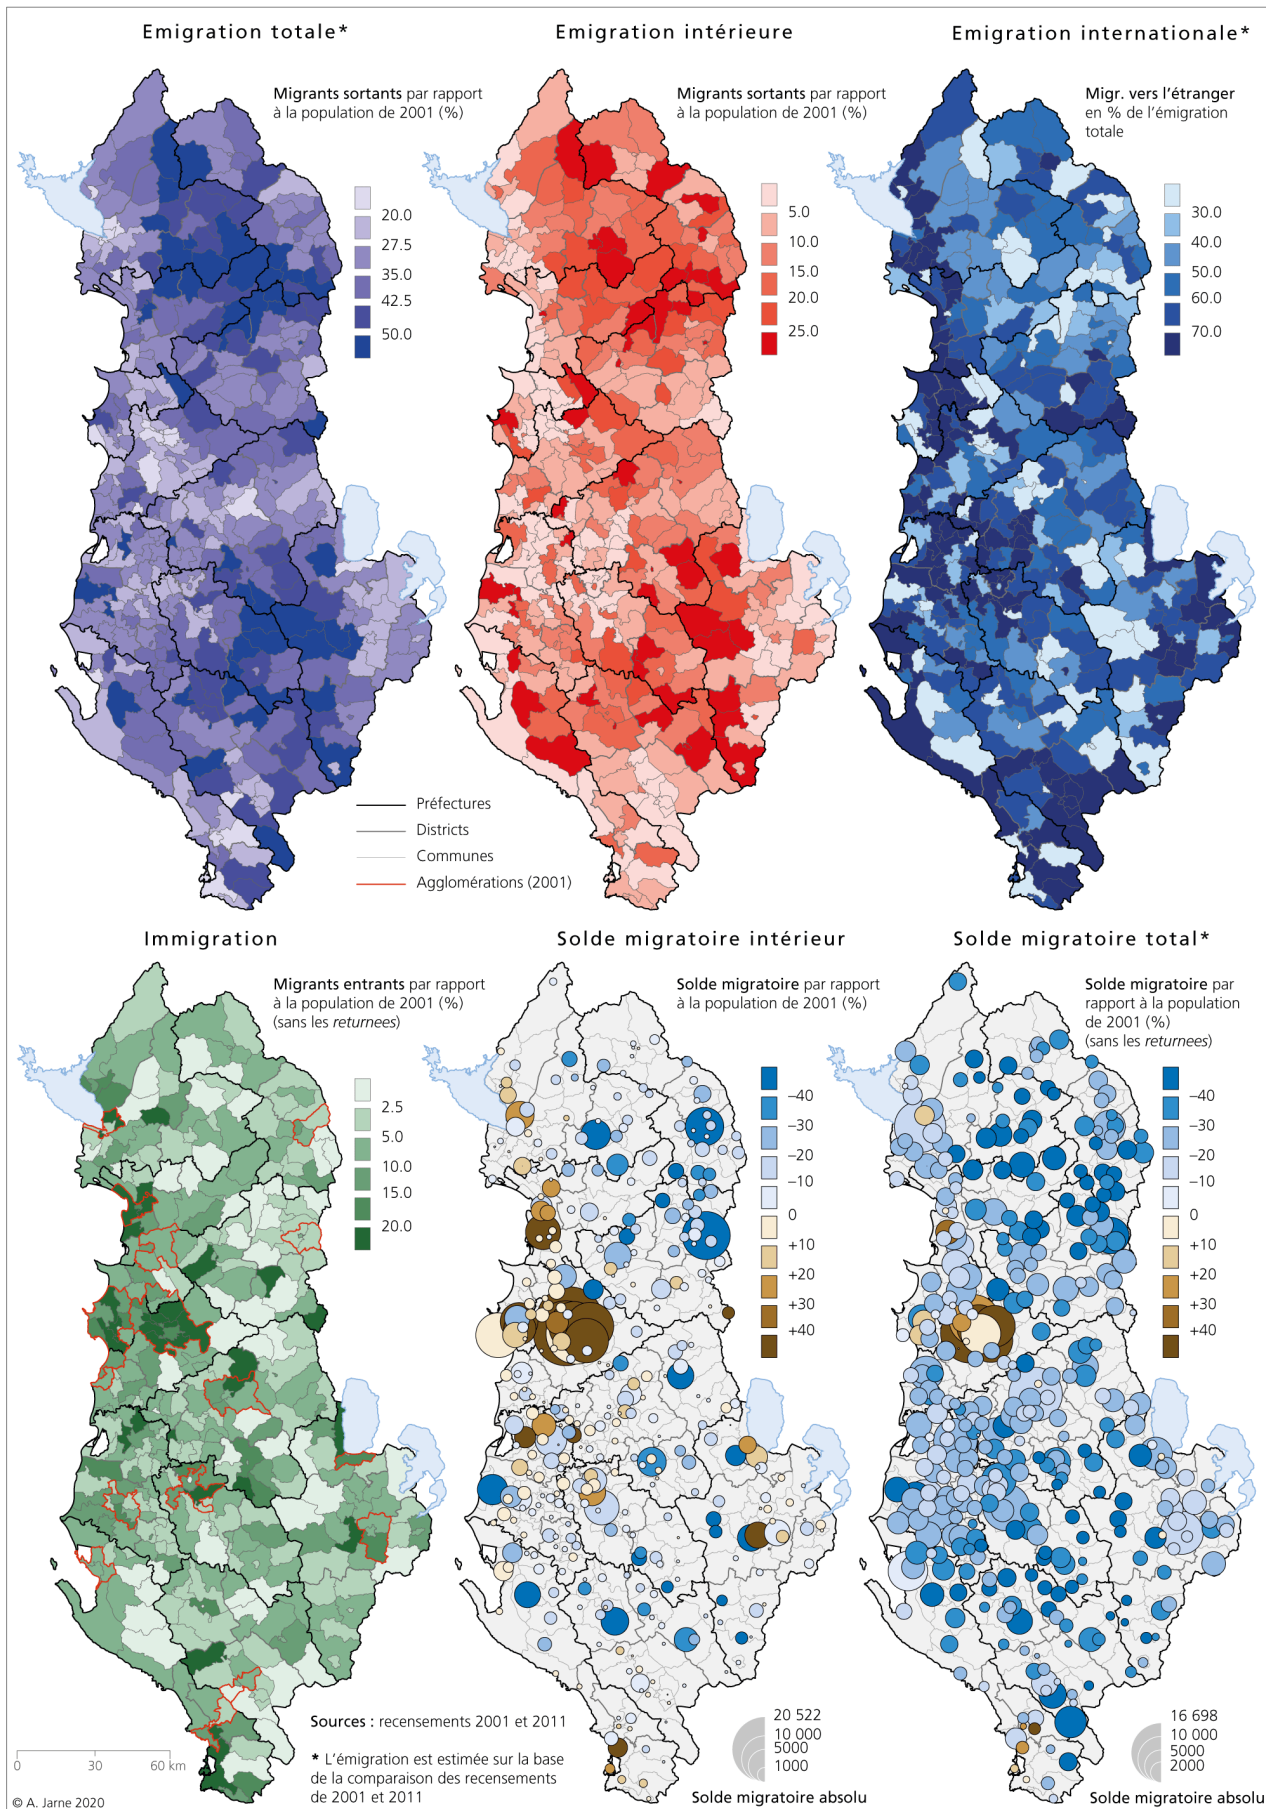 Emigration totale*
Migrants sortants par rapport
à la population de 2001 (%)
20.0
27.5
35.0
42.5
50.0
Emigration intérieure
Migrants sortants par rapport
à la population de 2001 (%)
5.0
10.0
15.0
20.0
25.0
Emigration internationale*
Migr. vers l'étranger
en % de l'émigration
totale
30.0
40.0
50.0
60.0
70.0
Préfectures
Districts
Communes
Agglomérations (2001)
Immigration
Migrants entrants par rapport
à la population de 2001 (%)
(sans les returnees)
2.5
5.0
10.0
15.0
20.0
Solde migratoire intérieur
Solde migratoire par rapport
à la population de 2001 (%)
−40
−30
−20
−10
0
+10
+20
+30
+40
20 522
10 000
5000
1000
Solde migratoire absolu
Solde migratoire total*
Solde migratoire par
rapport à la population
de 2001 (%)
(sans les returnees)
−40
−30
−20
−10
0
+10
+20
+30
+40
16 698
10 000
5000
2000
Solde migratoire absolu
Sources : recensements 2001 et 2011
* L'émigration est estimée sur la base
de la comparaison des recensements
de 2001 et 2011
0 30 60 km
© A. Jarne 2020